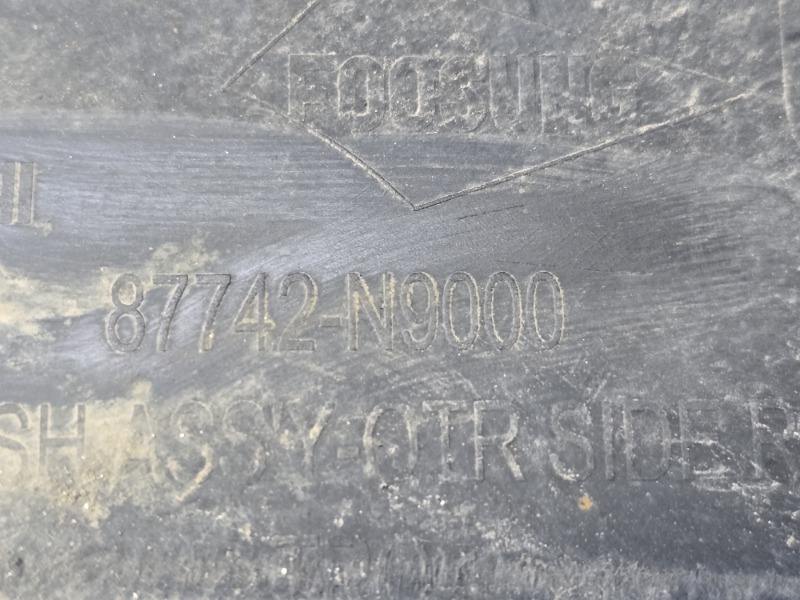 FOOSUNG
87742-N9000
SH ASSY-OTR SIDE R